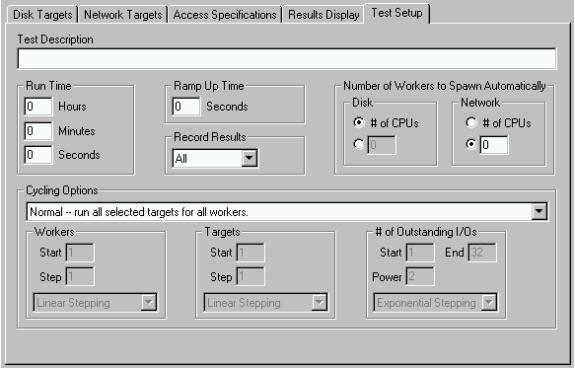 Disk Targets Network Targets Access Specifications Results Display Test Setup
Test Description
Run Time
0 Hours
0 Minutes
0 Seconds
Ramp Up Time
0 Seconds
Record Results
All
Number of Workers to Spawn Automatically
Disk
# of CPUs
0
Network
# of CPUs
0
Cycling Options
Normal -- run all selected targets for all workers.
Workers
Start 1
Step 1
Linear Stepping
Targets
Start 1
Step 1
Linear Stepping
# of Outstanding I/Os
Start 1 End 32
Power 2
Exponential Stepping